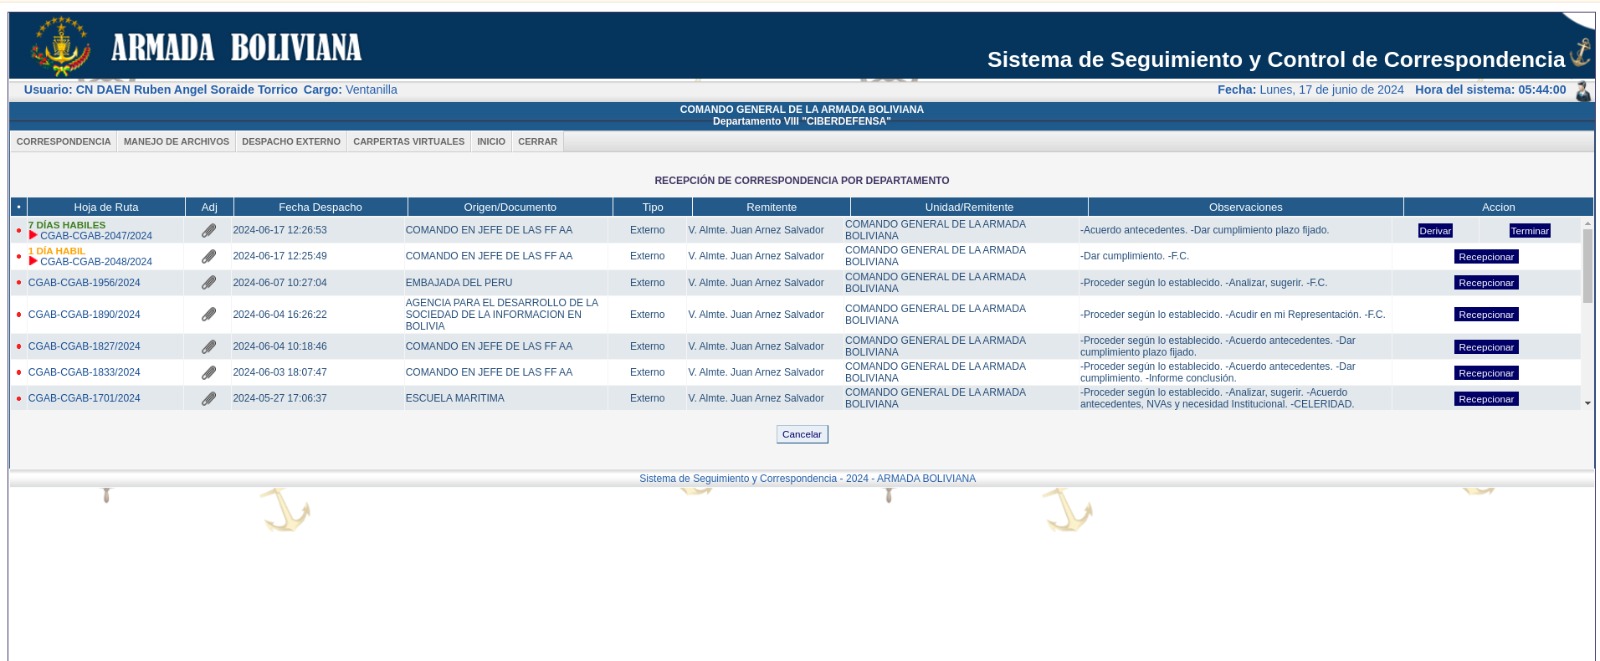 ARMADA BOLIVIANA
Sistema de Seguimiento y Control de Correspondencia
Usuario: CN DAEN Ruben Angel Soraide Torrico Cargo: Ventanilla
Fecha: Lunes, 17 de junio de 2024 Hora del sistema: 05:44:00
COMANDO GENERAL DE LA ARMADA BOLIVIANA
Departamento VIII "CIBERDEFENSA"
CORRESPONDENCIA MANEJO DE ARCHIVOS DESPACHO EXTERNO CARPERTAS VIRTUALES INICIO CERRAR
RECEPCIÓN DE CORRESPONDENCIA POR DEPARTAMENTO
Hoja de Ruta Adj Fecha Despacho Origen/Documento Tipo Remitente Unidad/Remitente Observaciones Accion
7 DÍAS HABILES
CGAB-CGAB-2047/2024 2024-06-17 12:26:53 COMANDO EN JEFE DE LAS FF AA Externo V. Almte. Juan Arnez Salvador COMANDO GENERAL DE LA ARMADA
BOLIVIANA -Acuerdo antecedentes. -Dar cumplimiento plazo fijado. Derivar Terminar
1 DÍA HABIL
CGAB-CGAB-2048/2024 2024-06-17 12:25:49 COMANDO EN JEFE DE LAS FF AA Externo V. Almte. Juan Arnez Salvador COMANDO GENERAL DE LA ARMADA
BOLIVIANA -Dar cumplimiento. -F.C. Recepcionar
CGAB-CGAB-1956/2024 2024-06-07 10:27:04 EMBAJADA DEL PERU Externo V. Almte. Juan Arnez Salvador COMANDO GENERAL DE LA ARMADA
BOLIVIANA -Proceder según lo establecido. -Analizar, sugerir. -F.C. Recepcionar
CGAB-CGAB-1890/2024 2024-06-04 16:26:22 AGENCIA PARA EL DESARROLLO DE LA
SOCIEDAD DE LA INFORMACION EN
BOLIVIA Externo V. Almte. Juan Arnez Salvador COMANDO GENERAL DE LA ARMADA
BOLIVIANA -Proceder según lo establecido. -Acudir en mi Representación. -F.C. Recepcionar
CGAB-CGAB-1827/2024 2024-06-04 10:18:46 COMANDO EN JEFE DE LAS FF AA Externo V. Almte. Juan Arnez Salvador COMANDO GENERAL DE LA ARMADA
BOLIVIANA -Proceder según lo establecido. -Acuerdo antecedentes. -Dar
cumplimiento plazo fijado. Recepcionar
CGAB-CGAB-1833/2024 2024-06-03 18:07:47 COMANDO EN JEFE DE LAS FF AA Externo V. Almte. Juan Arnez Salvador COMANDO GENERAL DE LA ARMADA
BOLIVIANA -Proceder según lo establecido. -Acuerdo antecedentes. -Dar
cumplimiento. -Informe conclusión. Recepcionar
CGAB-CGAB-1701/2024 2024-05-27 17:06:37 ESCUELA MARITIMA Externo V. Almte. Juan Arnez Salvador COMANDO GENERAL DE LA ARMADA
BOLIVIANA -Proceder según lo establecido. -Analizar, sugerir. -Acuerdo
antecedentes, NVAs y necesidad Institucional. -CELERIDAD. Recepcionar
Cancelar
Sistema de Seguimiento y Correspondencia - 2024 - ARMADA BOLIVIANA